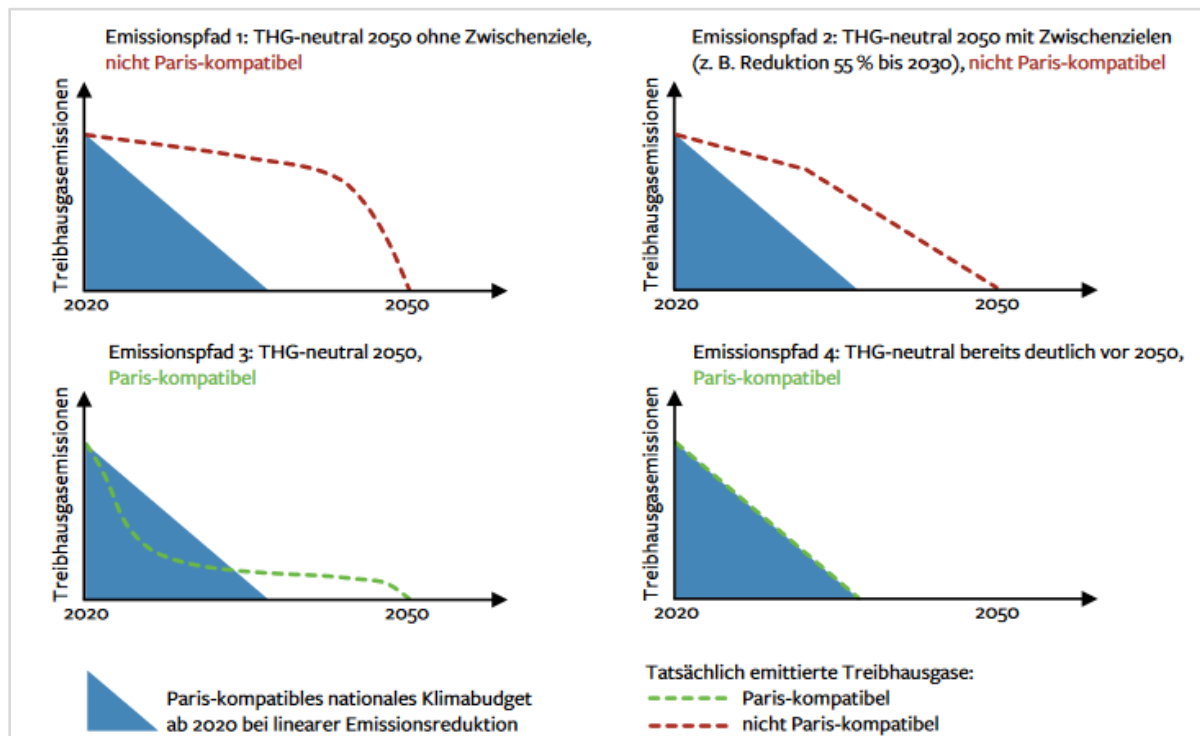 Emissionspfad 1: THG-neutral 2050 ohne Zwischenziele,
nicht Paris-kompatibel
Treibhausgasemissionen
2020
2050
Emissionspfad 2: THG-neutral 2050 mit Zwischenzielen
(z. B. Reduktion 55 % bis 2030), nicht Paris-kompatibel
Treibhausgasemissionen
2020
2050
Emissionspfad 3: THG-neutral 2050,
Paris-kompatibel
Treibhausgasemissionen
2020
2050
Emissionspfad 4: THG-neutral bereits deutlich vor 2050,
Paris-kompatibel
Treibhausgasemissionen
2020
2050
Paris-kompatibles nationales Klimabudget
ab 2020 bei linearer Emissionsreduktion
Tatsächlich emittierte Treibhausgase:
Paris-kompatibel
nicht Paris-kompatibel